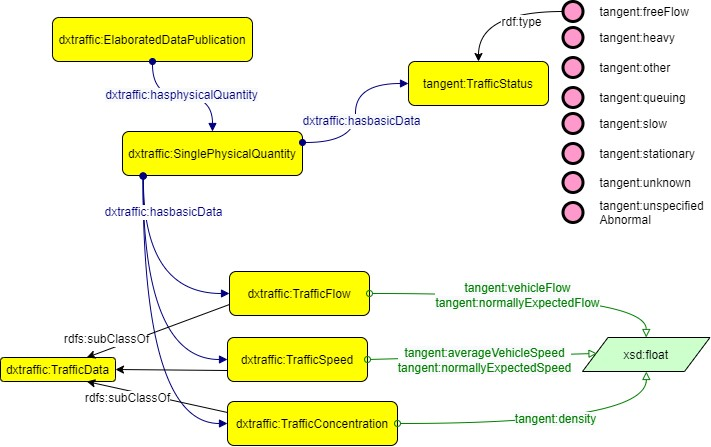 dxtraffic:ElaboratedDataPublication
rdf:type
tangent:freeFlow
tangent:heavy
tangent:other
tangent:queuing
tangent:slow
tangent:stationary
tangent:unknown
tangent:unspecified
Abnormal
tangent:TrafficStatus
dxtraffic:hasphysicalQuantity
dxtraffic:hasbasicData
dxtraffic:SinglePhysicalQuantity
dxtraffic:hasbasicData
dxtraffic:TrafficFlow
tangent:vehicleFlow
tangent:normallyExpectedFlow
rdfs:subClassOf
dxtraffic:TrafficSpeed
tangent:averageVehicleSpeed
tangent:normallyExpectedSpeed
xsd:float
dxtraffic:TrafficData
rdfs:subClassOf
dxtraffic:TrafficConcentration
tangent:density